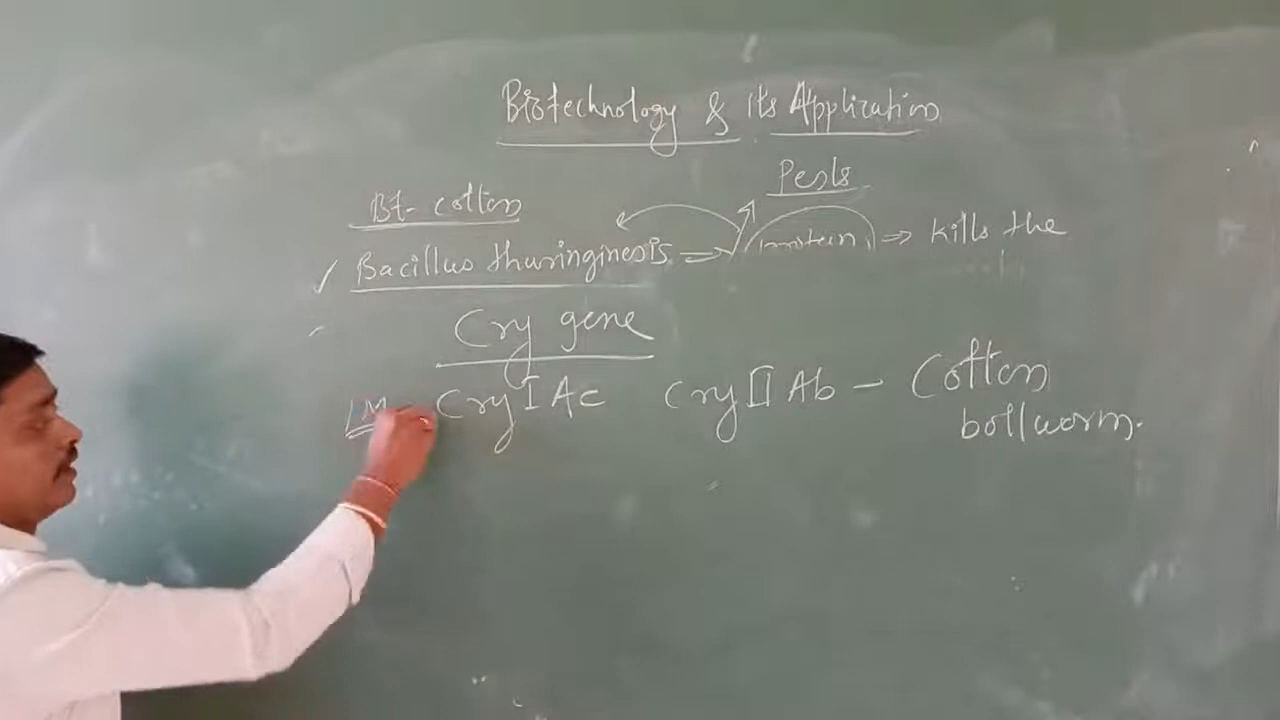 Biotechnology & Its Application
Pests
Bt- cotton
Bacillus thuringinesis => protein => kills the
Cry gene
Cry I Ac Cry II Ab - Cotton
bollworm.